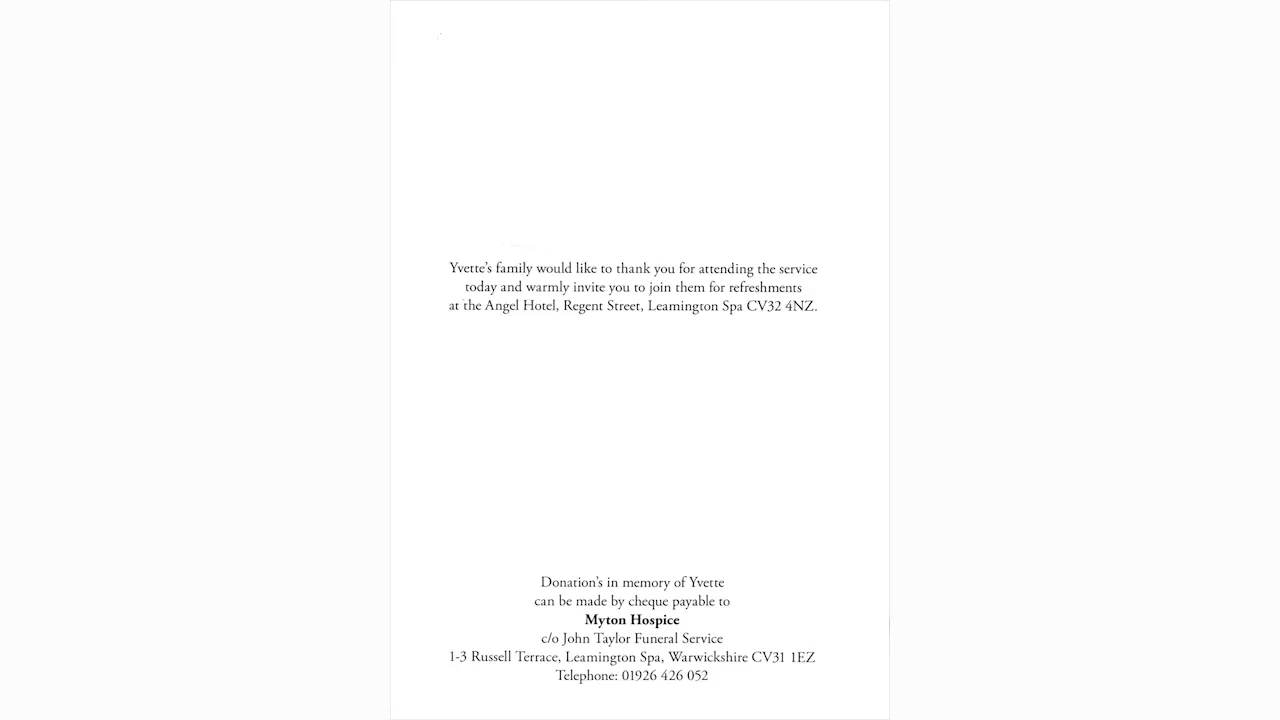 Yvette's family would like to thank you for attending the service
today and warmly invite you to join them for refreshments
at the Angel Hotel, Regent Street, Leamington Spa CV32 4NZ.
Donation's in memory of Yvette
can be made by cheque payable to
Myton Hospice
c/o John Taylor Funeral Service
1-3 Russell Terrace, Leamington Spa, Warwickshire CV31 1EZ
Telephone: 01926 426 052